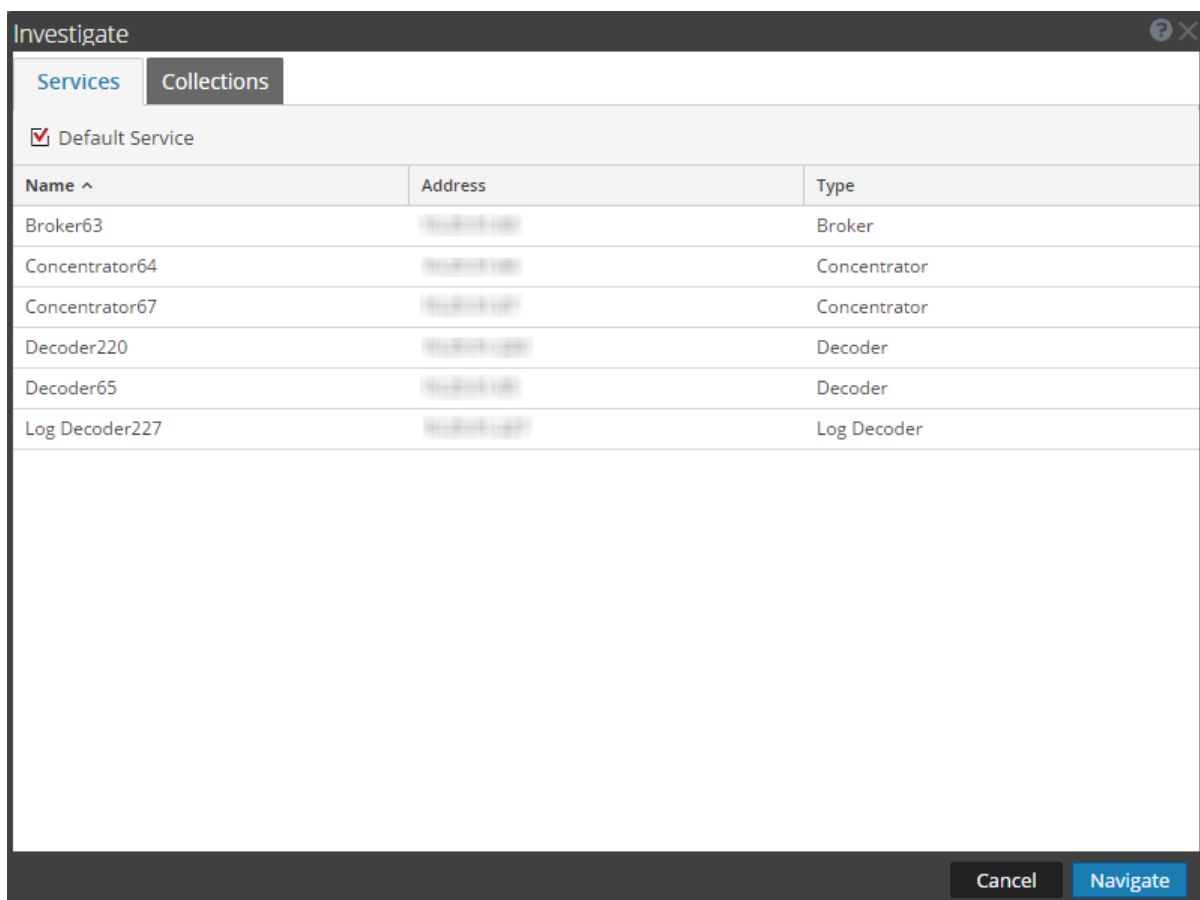 Investigate
Services Collections
Default Service
Name Address Type
Broker63 Broker
Concentrator64 Concentrator
Concentrator67 Concentrator
Decoder220 Decoder
Decoder65 Decoder
Log Decoder227 Log Decoder
Cancel Navigate